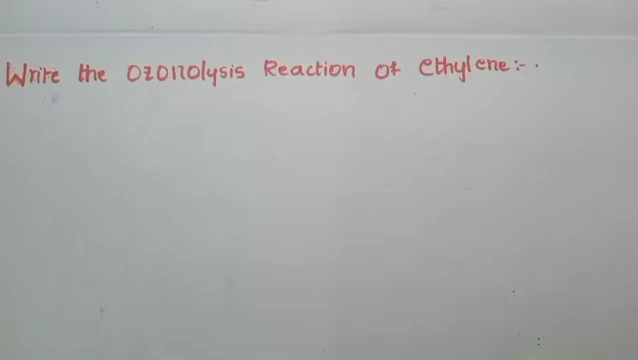 Write the Ozonolysis Reaction of Ethylene:-